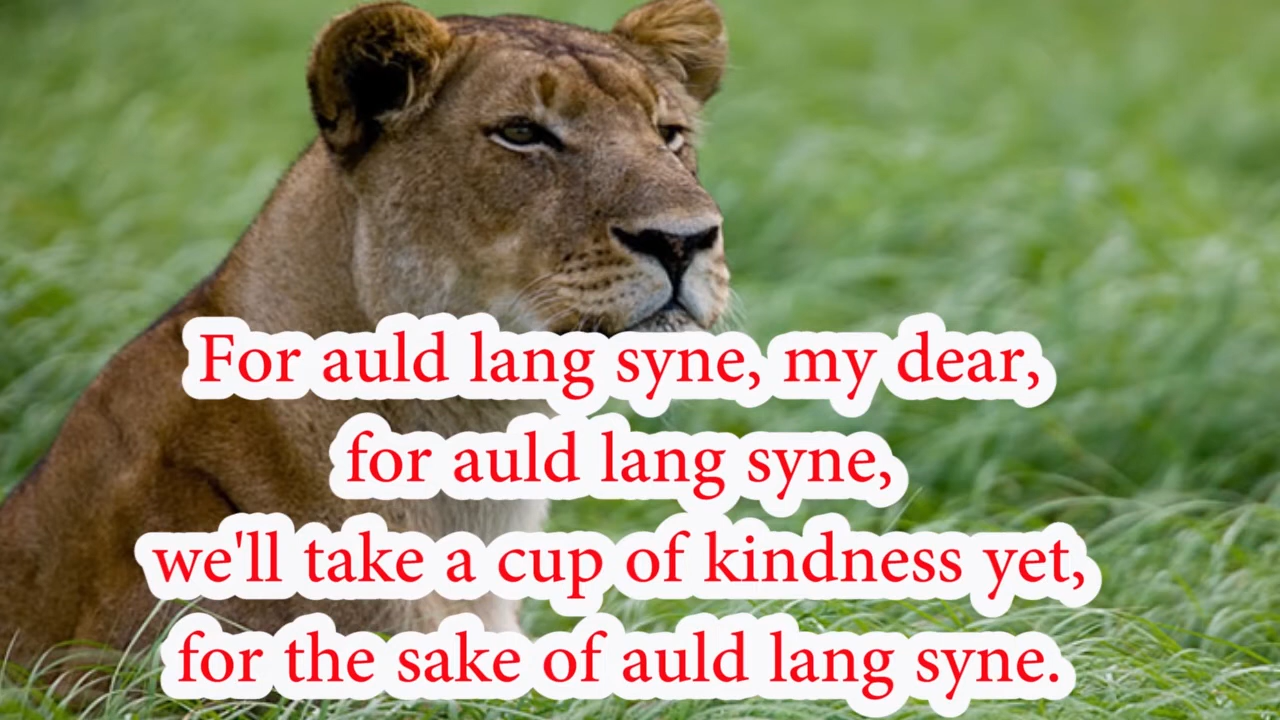 For auld lang syne, my dear,
for auld lang syne,
we'll take a cup of kindness yet,
for the sake of auld lang syne.